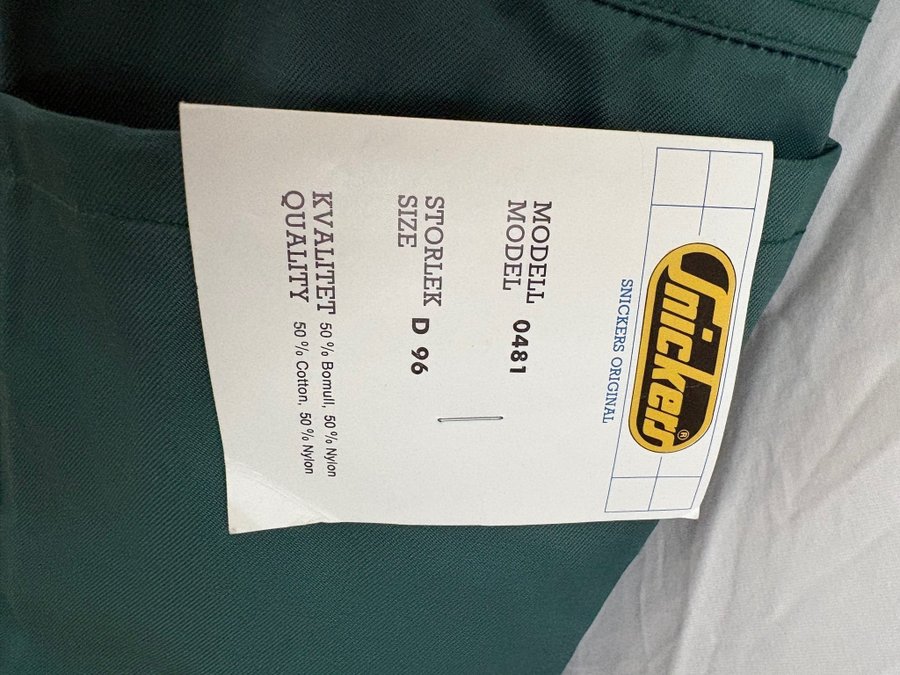 Snickers®
SNICKERS ORIGINAL
MODELL
MODEL 0481
STORLEK
SIZE D 96
KVALITET 50 % Bomull, 50 % Nylon
QUALITY 50 % Cotton, 50 % Nylon